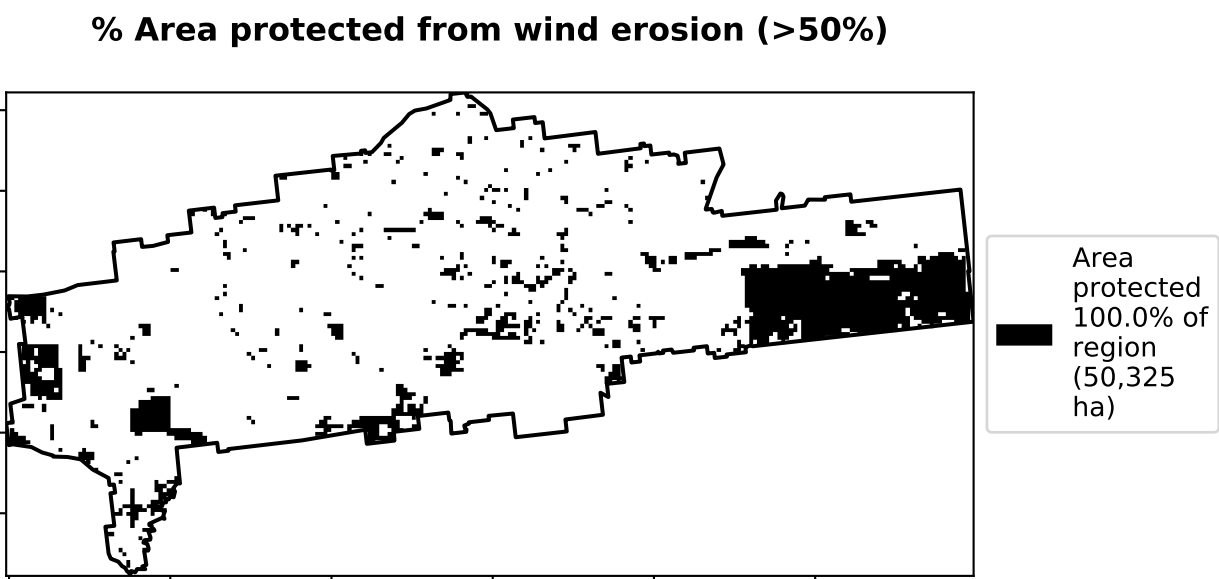 % Area protected from wind erosion (>50%)
Area
protected
100.0% of
region
(50,325
ha)